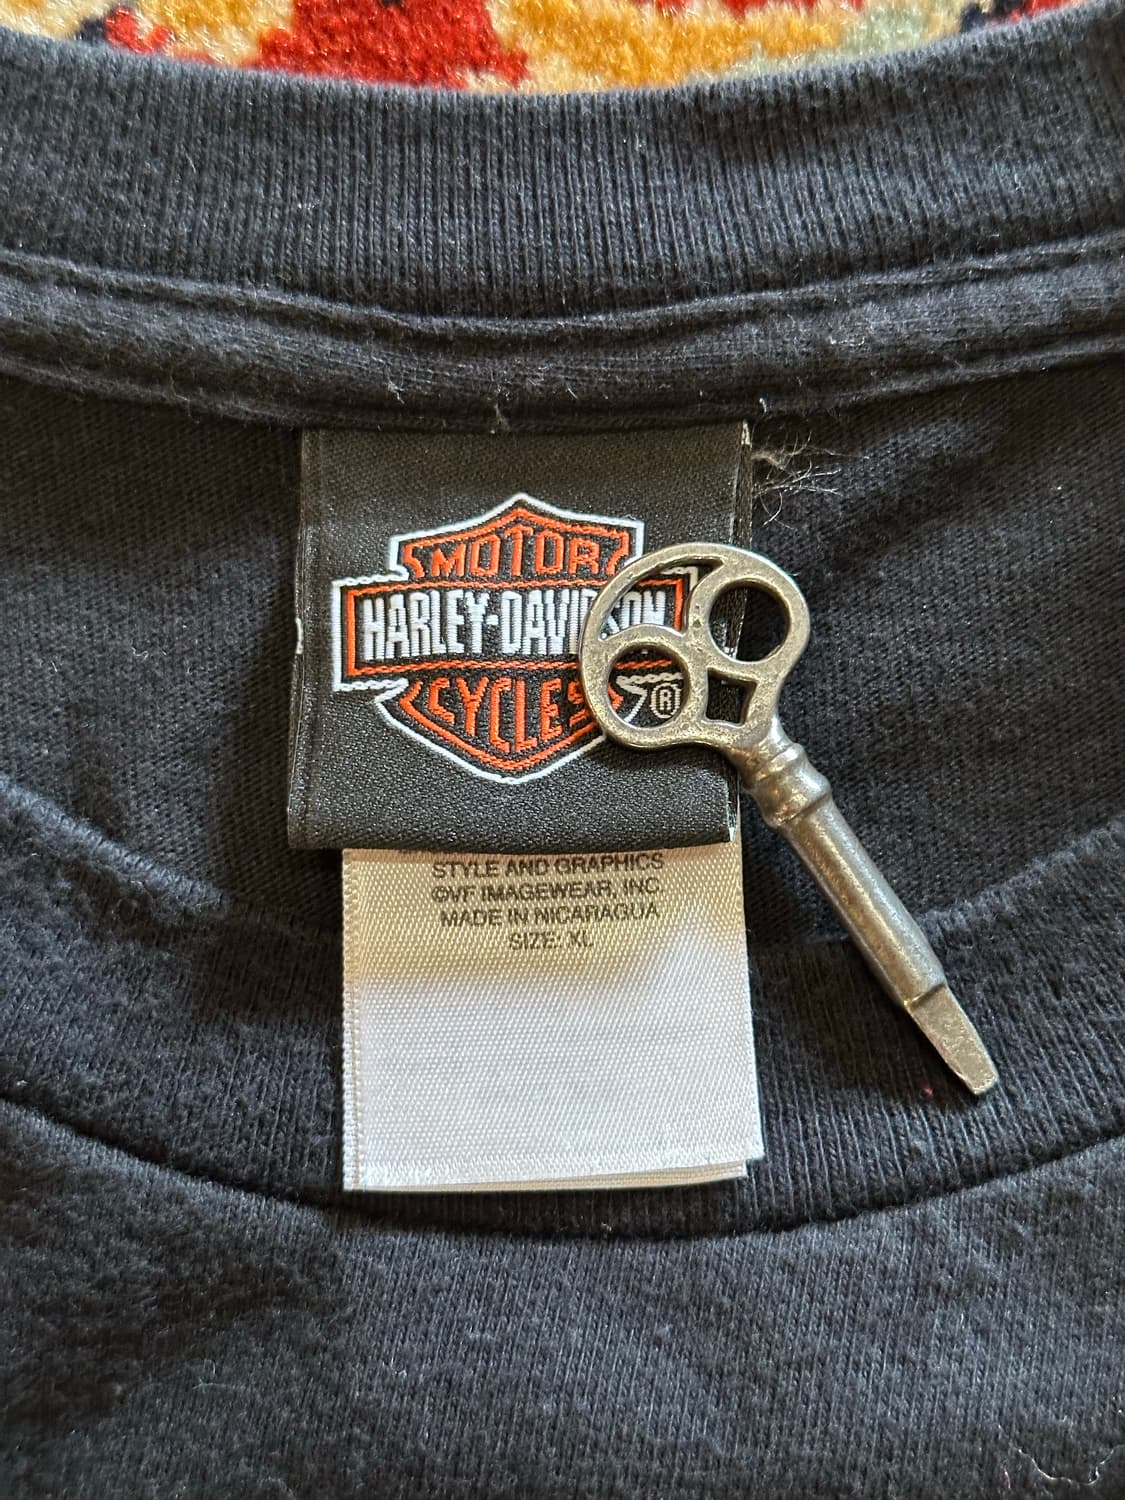 MOTOR
HARLEY-DAVIDSON
CYCLES
®
STYLE AND GRAPHICS
©VF IMAGEWEAR, INC.
MADE IN NICARAGUA
SIZE: XL